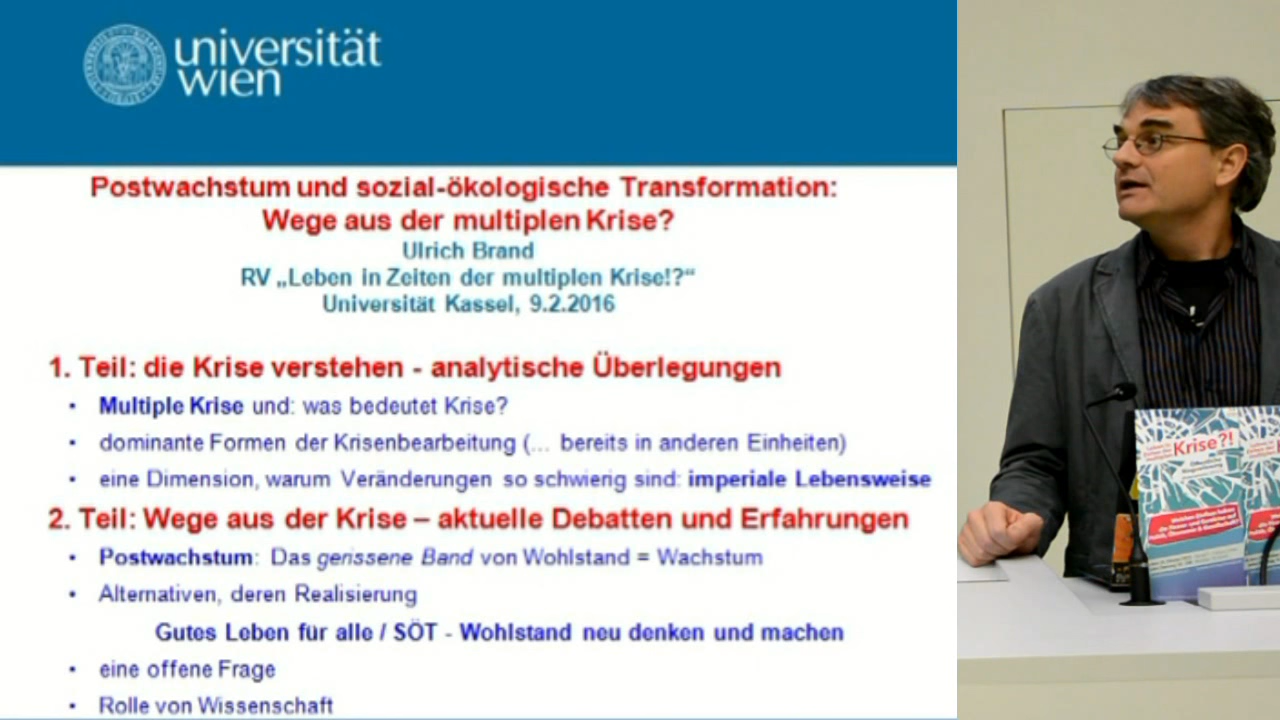 universität
wien
Postwachstum und sozial-ökologische Transformation:
Wege aus der multiplen Krise?
Ulrich Brand
RV „Leben in Zeiten der multiplen Krise!?“
Universität Kassel, 9.2.2016
1. Teil: die Krise verstehen - analytische Überlegungen
• Multiple Krise und: was bedeutet Krise?
• dominante Formen der Krisenbearbeitung (... bereits in anderen Einheiten)
• eine Dimension, warum Veränderungen so schwierig sind: imperiale Lebensweise
2. Teil: Wege aus der Krise – aktuelle Debatten und Erfahrungen
• Postwachstum: Das gerissene Band von Wohlstand = Wachstum
• Alternativen, deren Realisierung
Gutes Leben für alle / SÖT - Wohlstand neu denken und machen
• eine offene Frage
• Rolle von Wissenschaft
Krise?!